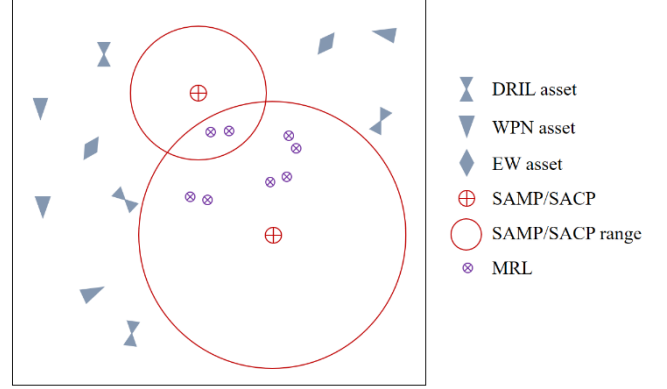 DRIL asset
WPN asset
EW asset
SAMP/SACP
SAMP/SACP range
MRL